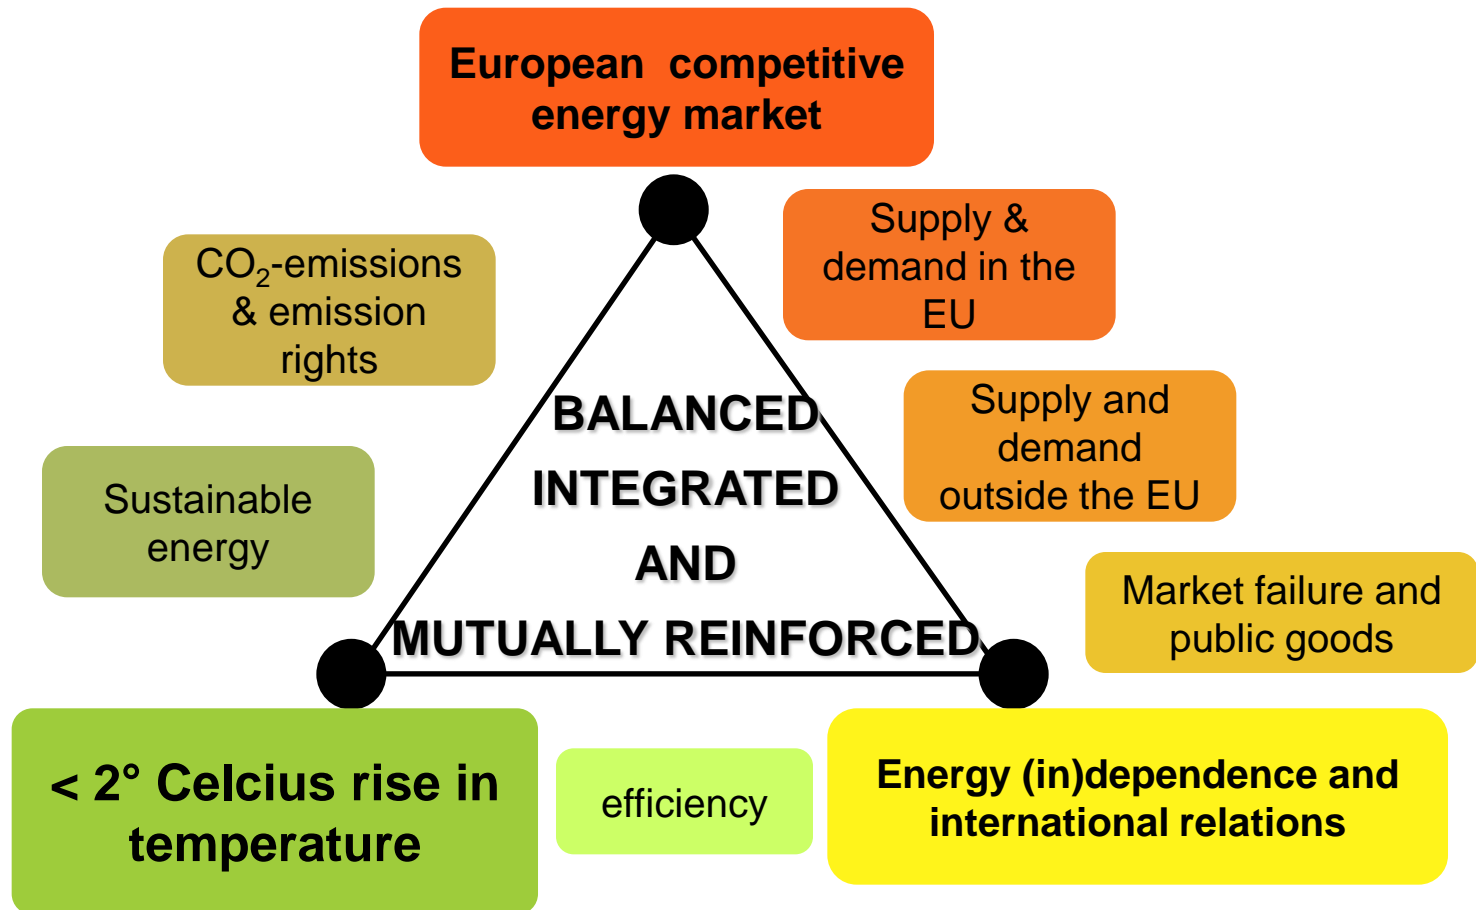 European competitive
energy market
Supply &
demand in the
EU
CO₂-emissions
& emission
rights
Supply and
demand
outside the EU
BALANCED
INTEGRATED
AND
MUTUALLY REINFORCED
Sustainable
energy
Market failure and
public goods
< 2° Celcius rise in
temperature
efficiency
Energy (in)dependence and
international relations